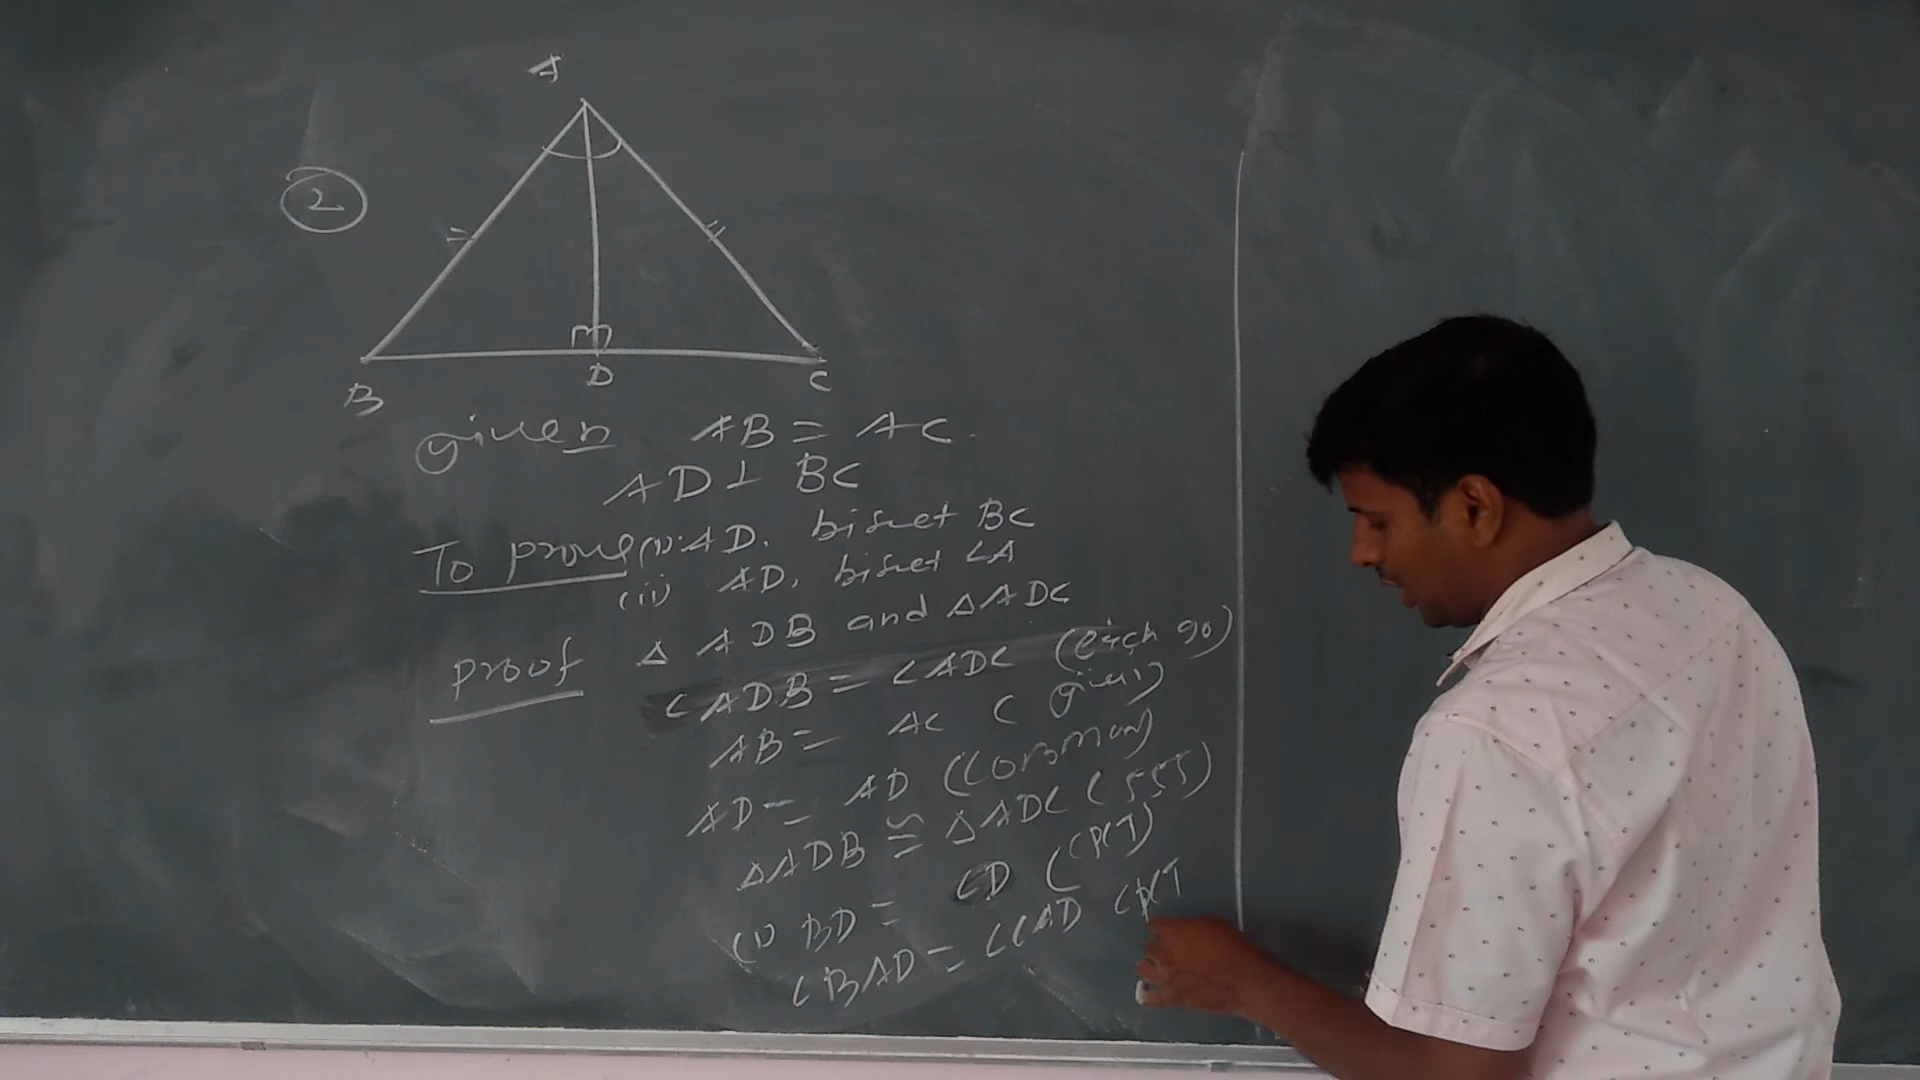 A
2
B
D
C
given AB = AC
AD ⊥ BC
To prove (i) AD, bisect BC
(ii) AD, bisect ∠A
Proof △ ADB and △ADC
∠ADB = ∠ADC (each 90)
AB = AC (given)
AD = AD (common)
△ADB ≅ △ADC (SSS)
(i) BD = CD (CPCT)
∠BAD = ∠CAD CPCT